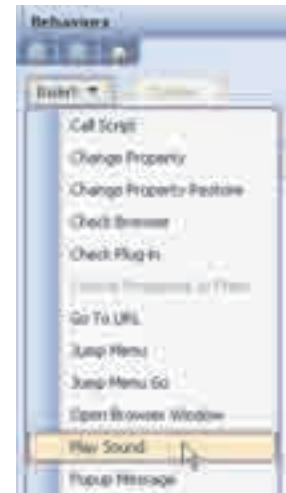 Behaviors
Insert
Call Script
Change Property
Change Property Restore
Check Browser
Check Plug-in
Go To URL
Jump Menu
Jump Menu Go
Open Browser Window
Play Sound
Popup Message